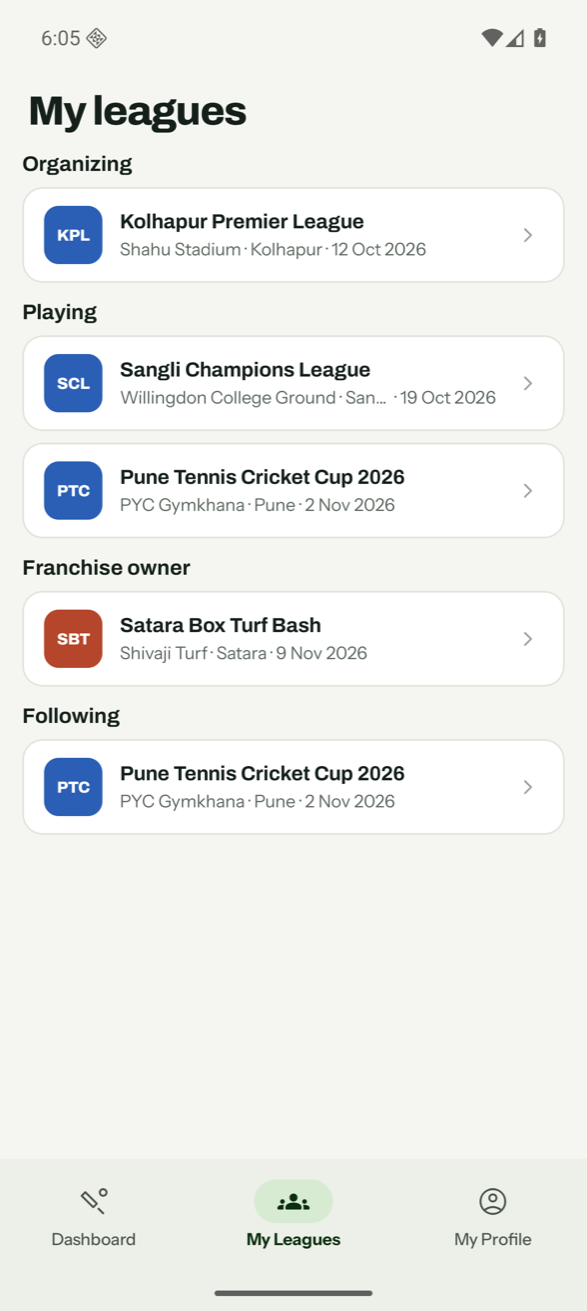 6:05
My leagues
Organizing
KPL
Kolhapur Premier League
Shahu Stadium · Kolhapur · 12 Oct 2026
Playing
SCL
Sangli Champions League
Willingdon College Ground · San... · 19 Oct 2026
PTC
Pune Tennis Cricket Cup 2026
PYC Gymkhana · Pune · 2 Nov 2026
Franchise owner
SBT
Satara Box Turf Bash
Shivaji Turf · Satara · 9 Nov 2026
Following
PTC
Pune Tennis Cricket Cup 2026
PYC Gymkhana · Pune · 2 Nov 2026
Dashboard
My Leagues
My Profile